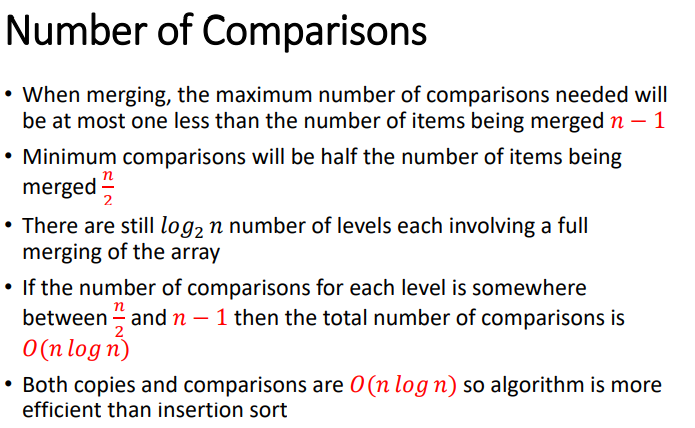 Number of Comparisons
• When merging, the maximum number of comparisons needed will
be at most one less than the number of items being merged n − 1
• Minimum comparisons will be half the number of items being
merged n/2
• There are still log₂ n number of levels each involving a full
merging of the array
• If the number of comparisons for each level is somewhere
between n/2 and n − 1 then the total number of comparisons is
O(n log n)
• Both copies and comparisons are O(n log n) so algorithm is more
efficient than insertion sort